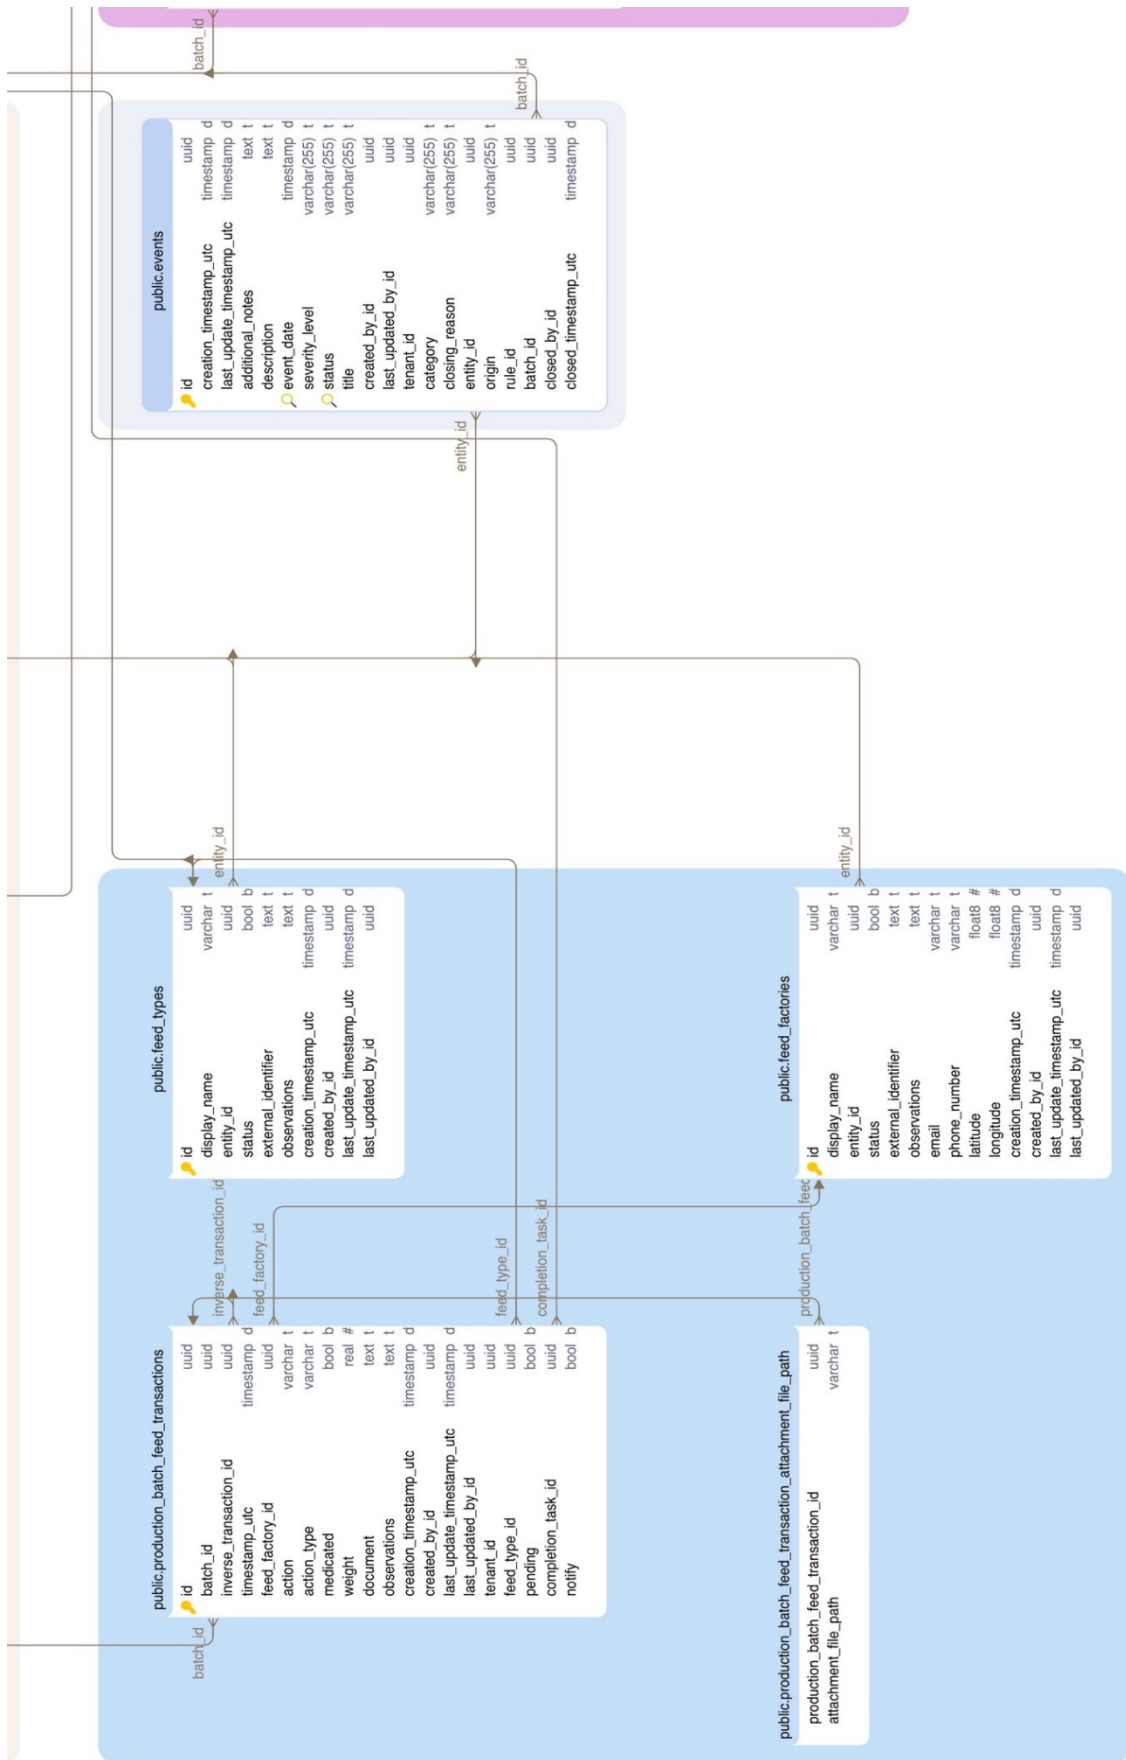 public.production_batch_feed_transactions
id uuid
batch_id uuid
inverse_transaction_id uuid
timestamp_utc timestamp d
feed_factory_id uuid
action varchar t
action_type varchar t
medicated bool b
weight real #
document text t
observations text t
creation_timestamp_utc timestamp d
created_by_id uuid
last_update_timestamp_utc timestamp d
last_updated_by_id uuid
tenant_id uuid
feed_type_id uuid
pending bool b
completion_task_id uuid
notify bool b
batch_id
inverse_transaction_id
feed_factory_id
feed_type_id
completion_task_id
public.feed_types
id uuid
display_name varchar t
entity_id uuid
status bool b
external_identifier text t
observations text t
creation_timestamp_utc timestamp d
created_by_id uuid
last_update_timestamp_utc timestamp d
last_updated_by_id uuid
entity_id
public.events
id uuid
creation_timestamp_utc timestamp d
last_update_timestamp_utc timestamp d
additional_notes text t
description text t
event_date timestamp d
severity_level varchar(255) t
status varchar(255) t
title varchar(255) t
created_by_id uuid
last_updated_by_id uuid
tenant_id uuid
category varchar(255) t
closing_reason varchar(255) t
entity_id uuid
origin varchar(255) t
rule_id uuid
batch_id uuid
closed_by_id uuid
closed_timestamp_utc timestamp d
entity_id
batch_id
batch_id
public.production_batch_feed_transaction_attachment_file_path
production_batch_feed_transaction_id uuid
attachment_file_path varchar t
production_batch_feed
public.feed_factories
id uuid
display_name varchar t
entity_id uuid
status bool b
external_identifier text t
observations text t
email varchar t
phone_number varchar t
latitude float8 #
longitude float8 #
creation_timestamp_utc timestamp d
created_by_id uuid
last_update_timestamp_utc timestamp d
last_updated_by_id uuid
entity_id